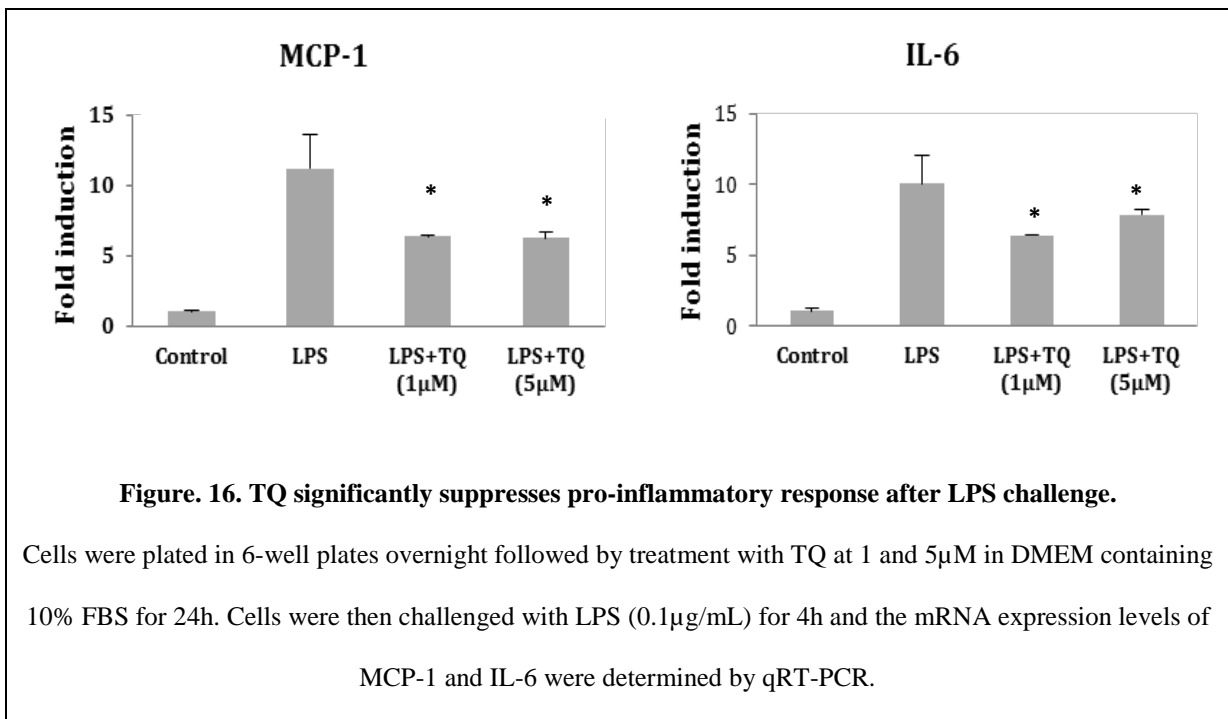 MCP-1
Fold induction
15
10
5
0
Control
LPS
LPS+TQ
(1µM)
LPS+TQ
(5µM)
*
*
IL-6
Fold induction
15
10
5
0
Control
LPS
LPS+TQ
(1µM)
LPS+TQ
(5µM)
*
*
Figure. 16. TQ significantly suppresses pro-inflammatory response after LPS challenge.
Cells were plated in 6-well plates overnight followed by treatment with TQ at 1 and 5µM in DMEM containing
10% FBS for 24h. Cells were then challenged with LPS (0.1µg/mL) for 4h and the mRNA expression levels of
MCP-1 and IL-6 were determined by qRT-PCR.